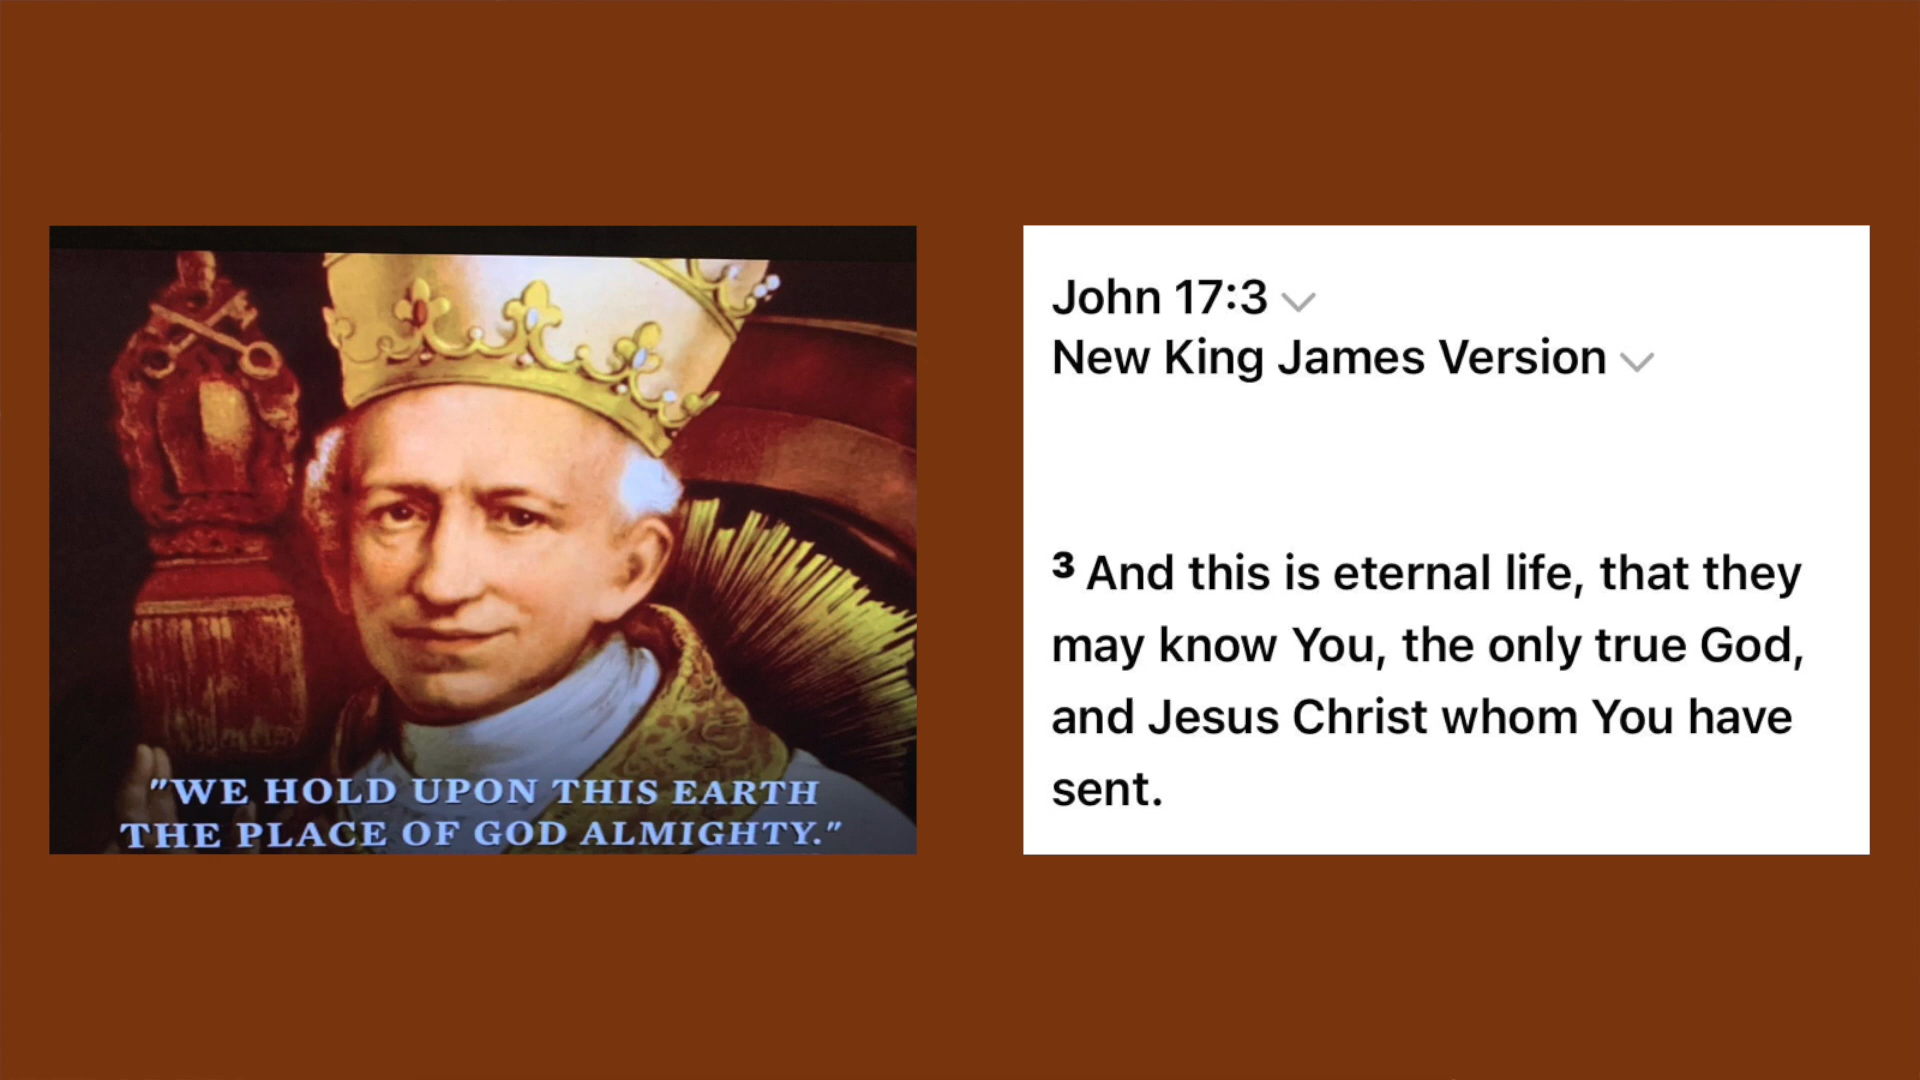 "WE HOLD UPON THIS EARTH
THE PLACE OF GOD ALMIGHTY."
John 17:3
New King James Version
3 And this is eternal life, that they
may know You, the only true God,
and Jesus Christ whom You have
sent.